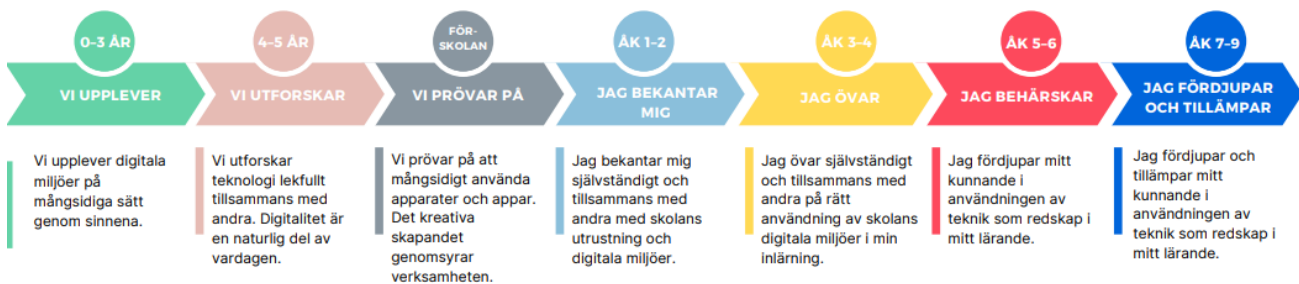 0–3 ÅR
VI UPPLEVER
Vi upplever digitala
miljöer på
mångsidiga sätt
genom sinnena.
4–5 ÅR
VI UTFORSKAR
Vi utforskar
teknologi lekfullt
tillsammans med
andra. Digitalitet är
en naturlig del av
vardagen.
FÖR-
SKOLAN
VI PRÖVAR PÅ
Vi prövar på att
mångsidigt använda
apparater och appar.
Det kreativa
skapandet
genomsyrar
verksamheten.
ÅK 1–2
JAG BEKANTAR
MIG
Jag bekantar mig
självständigt och
tillsammans med
andra med skolans
utrustning och
digitala miljöer.
ÅK 3–4
JAG ÖVAR
Jag övar självständigt
och tillsammans med
andra på rätt
användning av skolans
digitala miljöer i min
inlärning.
ÅK 5–6
JAG BEHÄRSKAR
Jag fördjupar mitt
kunnande i
användningen av
teknik som redskap i
mitt lärande.
ÅK 7–9
JAG FÖRDJUPAR
OCH TILLÄMPAR
Jag fördjupar och
tillämpar mitt
kunnande i
användningen av
teknik som redskap i
mitt lärande.